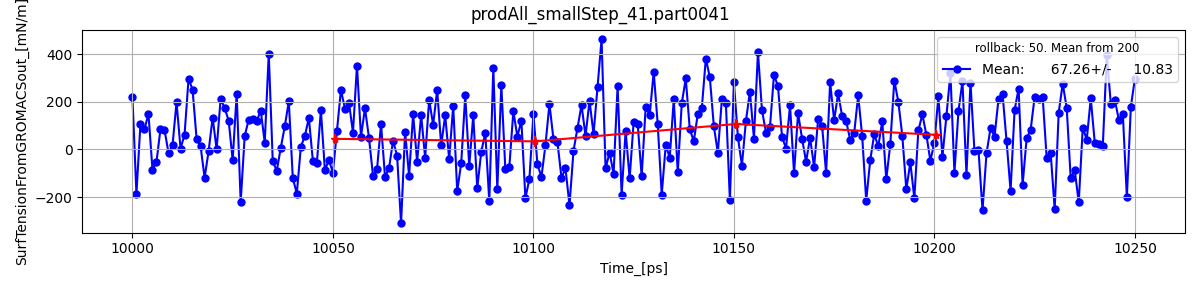 prodAll_smallStep_41.part0041
SurfTensionFromGROMACSout_[mN/m]
400
200
0
−200
rollback: 50. Mean from 200
Mean: 67.26+/- 10.83
10000
10050
10100
10150
10200
10250
Time_[ps]